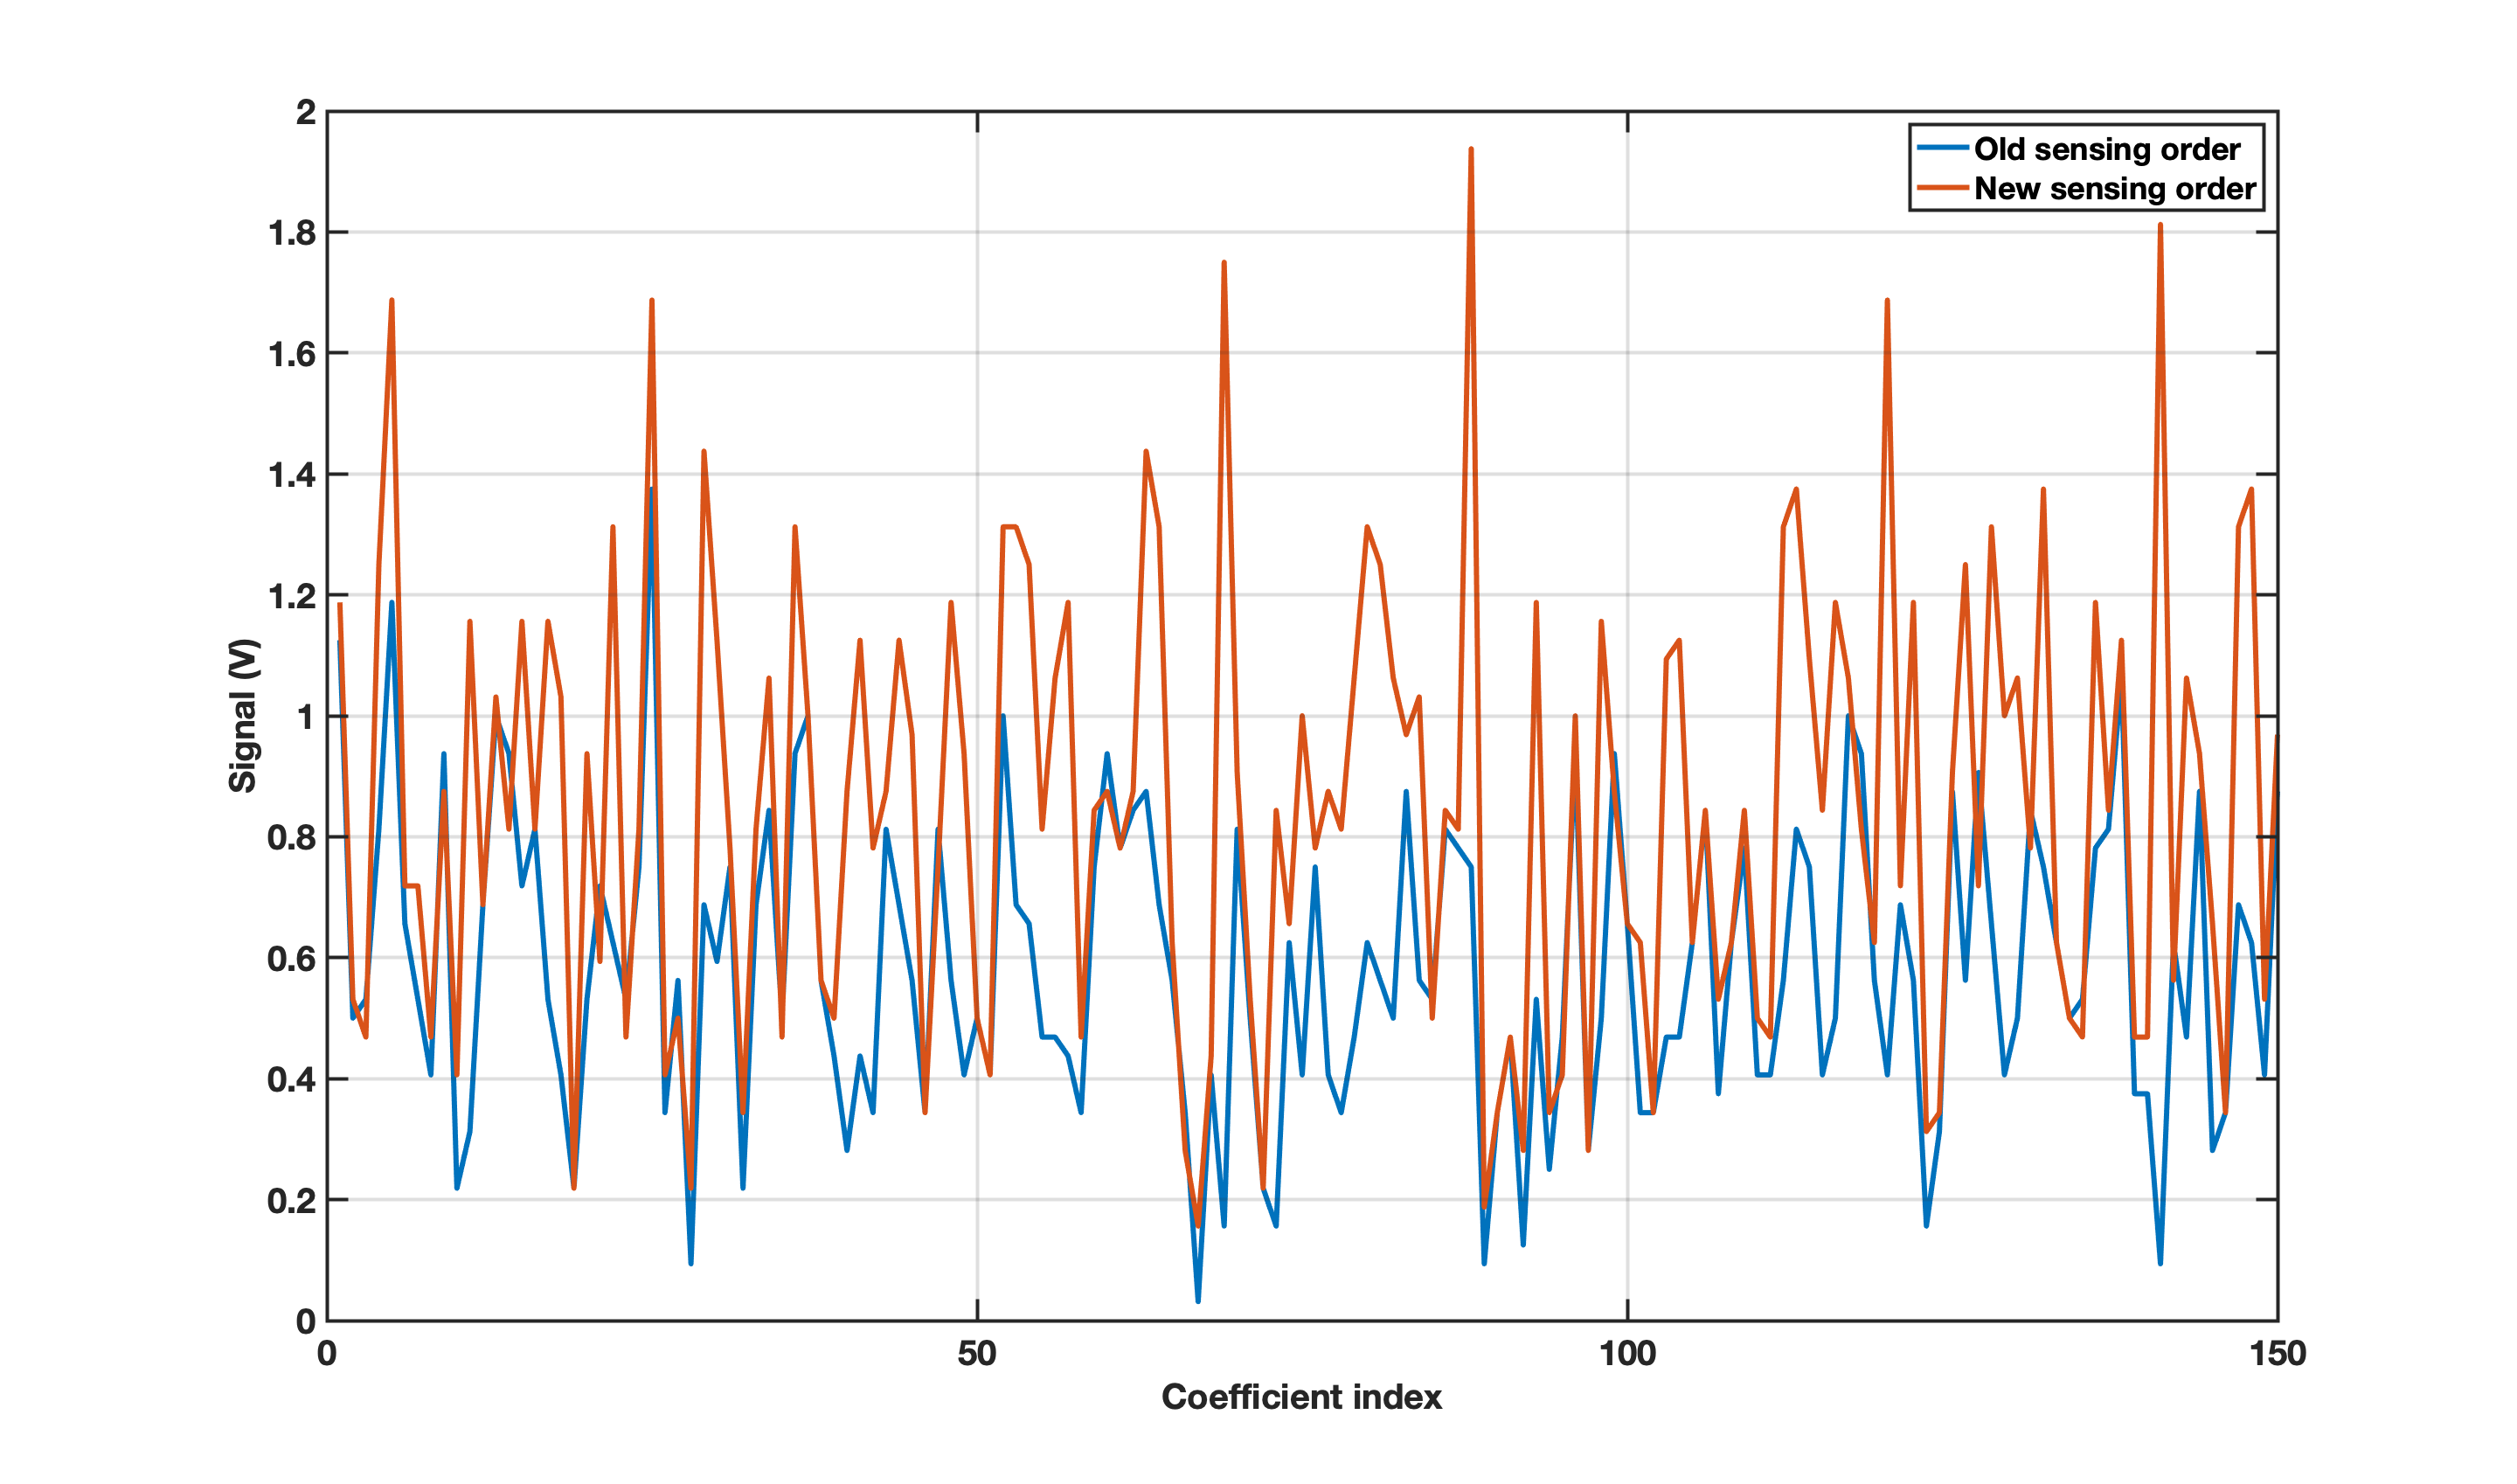 Old sensing order
New sensing order
2
1.8
1.6
1.4
1.2
1
0.8
0.6
0.4
0.2
0
Signal (V)
0 50 100 150
Coefficient index